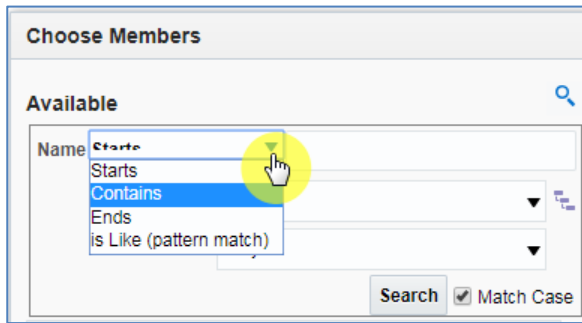 Choose Members
Available
Name Starts
Starts
Contains
Ends
is Like (pattern match)
Search Match Case